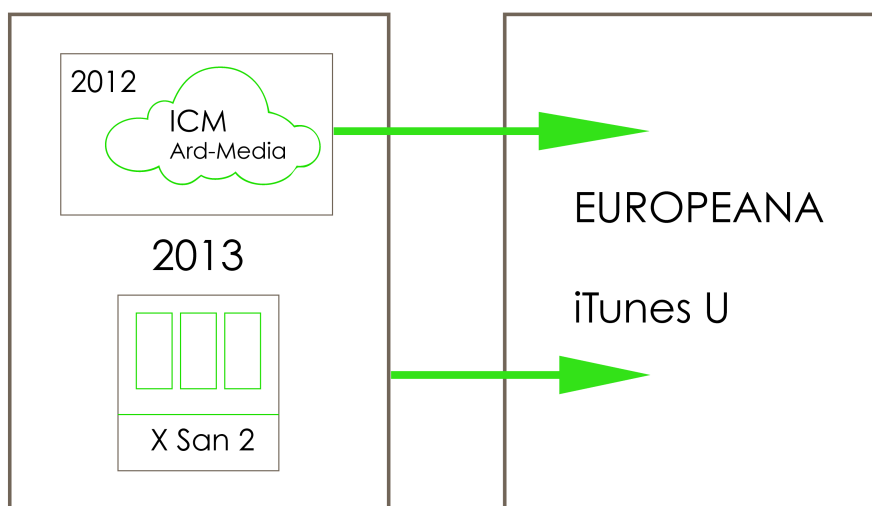 2012
ICM
Ard-Media
2013
X San 2
EUROPEANA
iTunes U